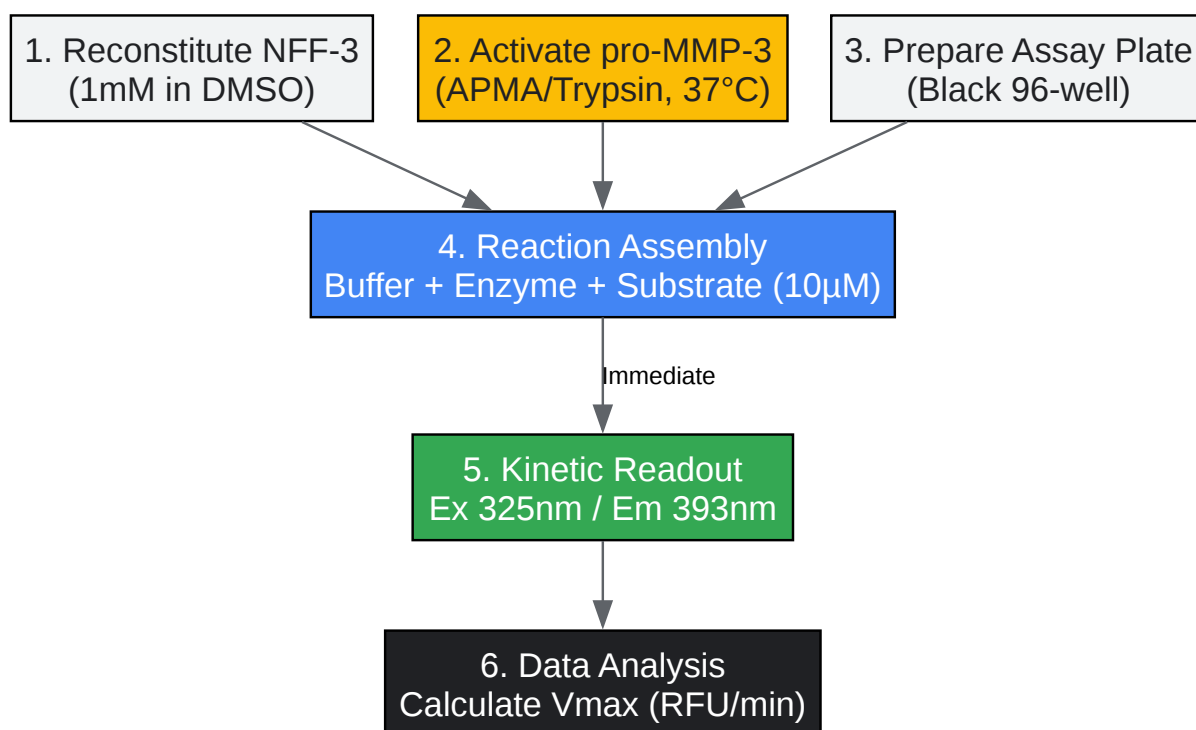 1. Reconstitute NFF-3
(1mM in DMSO)
2. Activate pro-MMP-3
(APMA/Trypsin, 37°C)
3. Prepare Assay Plate
(Black 96-well)
4. Reaction Assembly
Buffer + Enzyme + Substrate (10µM)
Immediate
5. Kinetic Readout
Ex 325nm / Em 393nm
6. Data Analysis
Calculate Vmax (RFU/min)